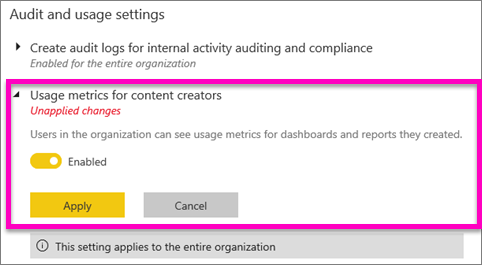 Audit and usage settings
Create audit logs for internal activity auditing and compliance
Enabled for the entire organization
Usage metrics for content creators
Unapplied changes
Users in the organization can see usage metrics for dashboards and reports they created.
Enabled
Apply Cancel
This setting applies to the entire organization